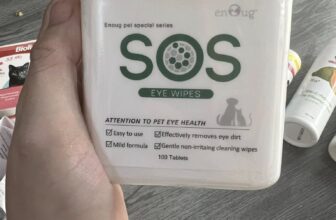 enoug
Enoug pet special series
SOS
EYE WIPES
ATTENTION TO PET EYE HEALTH
☑Easy to use ☑Effectively removes eye dirt
☑Mild formula ☑Gentle non-irritaing cleaning wipes
100 Tablets